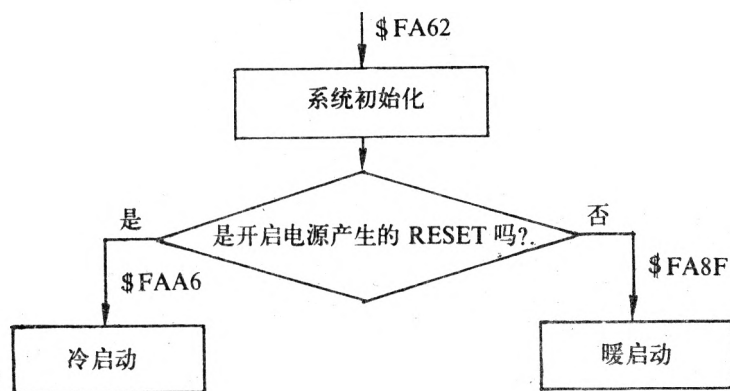 $FA62
系统初始化
是开启电源产生的 RESET 吗?
是
否
$FAA6
$FA8F
冷启动
暖启动